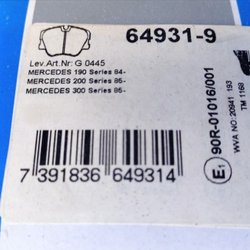 64931-9
Lev.Art.Nr: G 0445
MERCEDES 190 Series 84-
MERCEDES 200 Series 85-
MERCEDES 300 Series 85-
7 391836 649314
E1
90R-01016/001
WVA NO: 20941 193
TM 1168